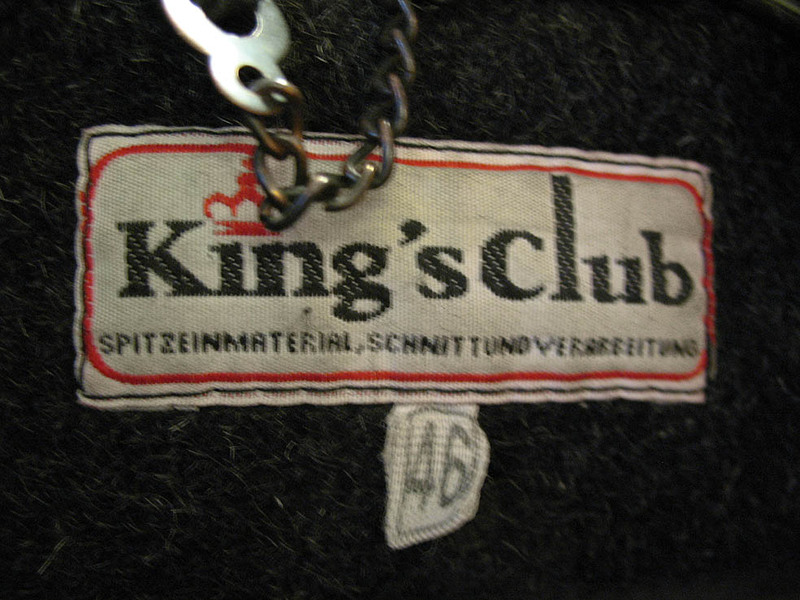 King'sClub
SPITZEINMATERIAL,SCHNITTUNDVERARBEITUNG
46